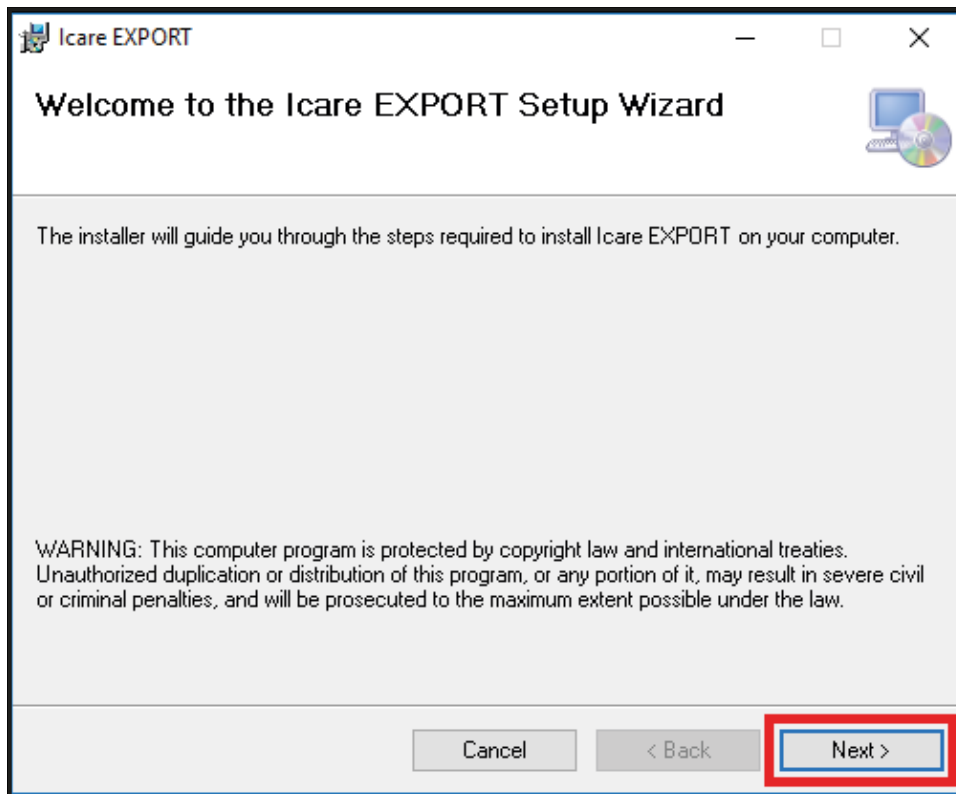 Icare EXPORT
Welcome to the Icare EXPORT Setup Wizard
The installer will guide you through the steps required to install Icare EXPORT on your computer.
WARNING: This computer program is protected by copyright law and international treaties.
Unauthorized duplication or distribution of this program, or any portion of it, may result in severe civil
or criminal penalties, and will be prosecuted to the maximum extent possible under the law.
Cancel
< Back
Next >